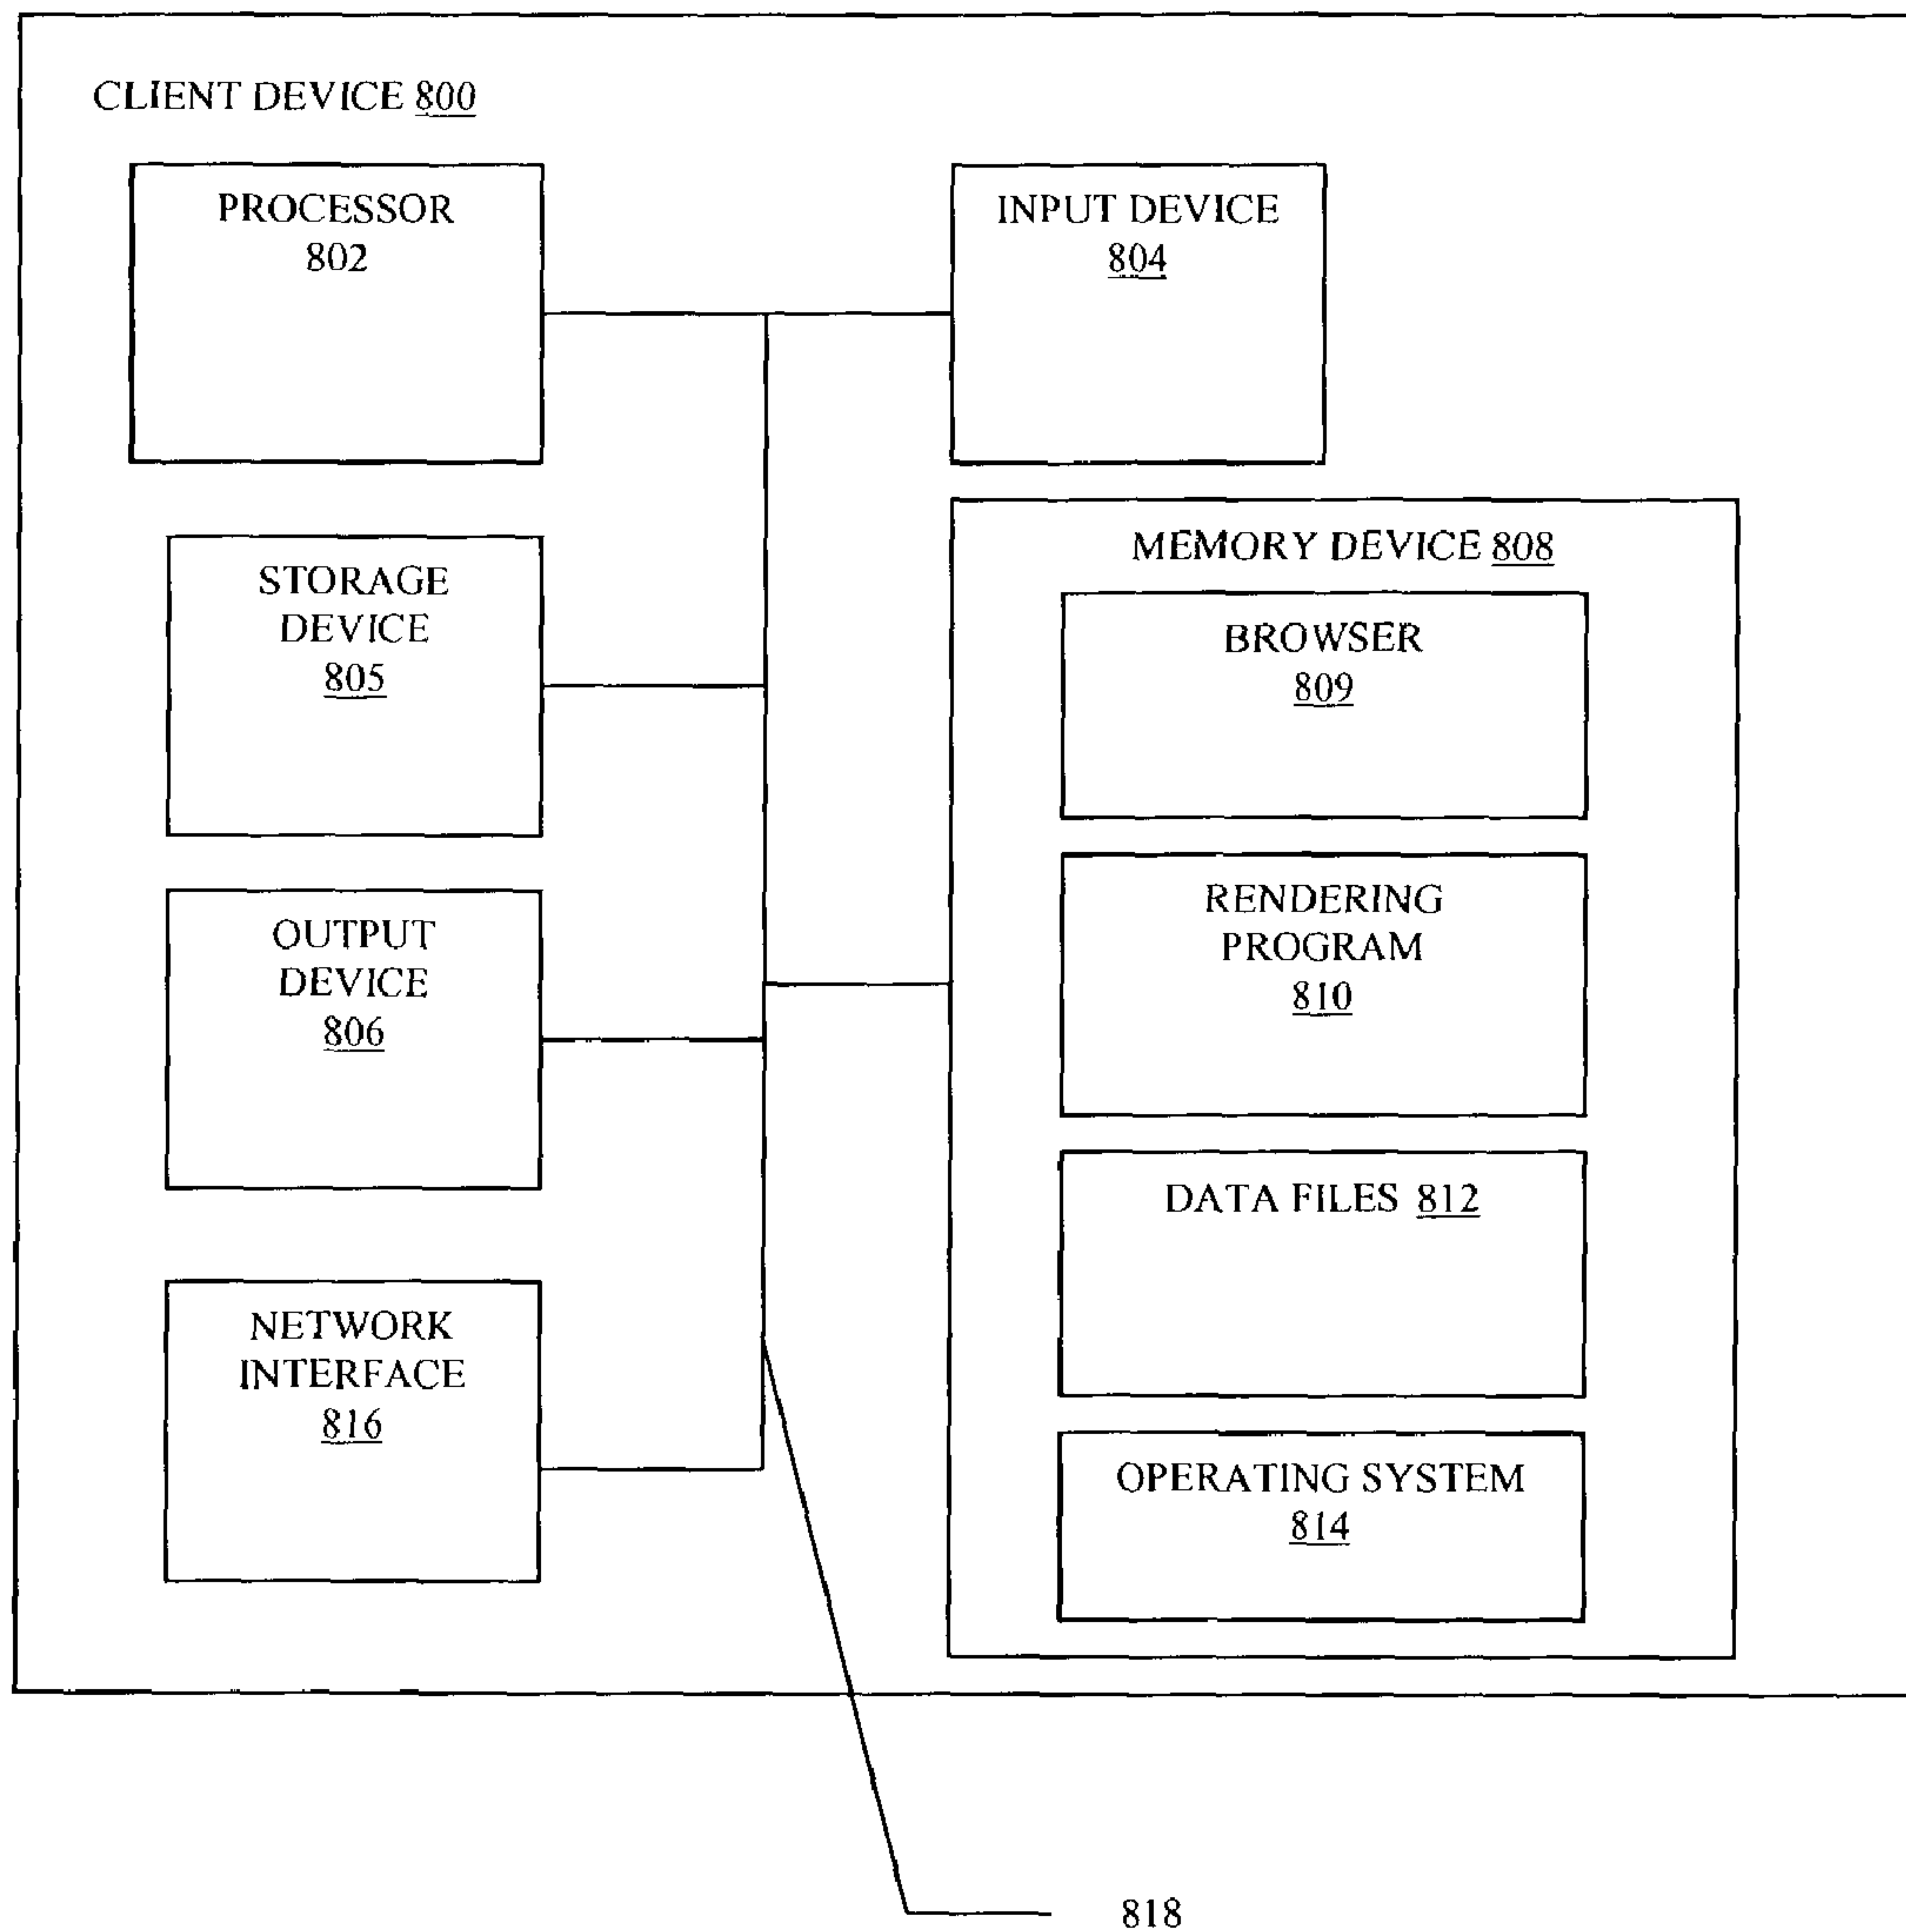 CLIENT DEVICE 800
PROCESSOR
802
INPUT DEVICE
804
STORAGE
DEVICE
805
OUTPUT
DEVICE
806
NETWORK
INTERFACE
816
MEMORY DEVICE 808
BROWSER
809
RENDERING
PROGRAM
810
DATA FILES 812
OPERATING SYSTEM
814
818